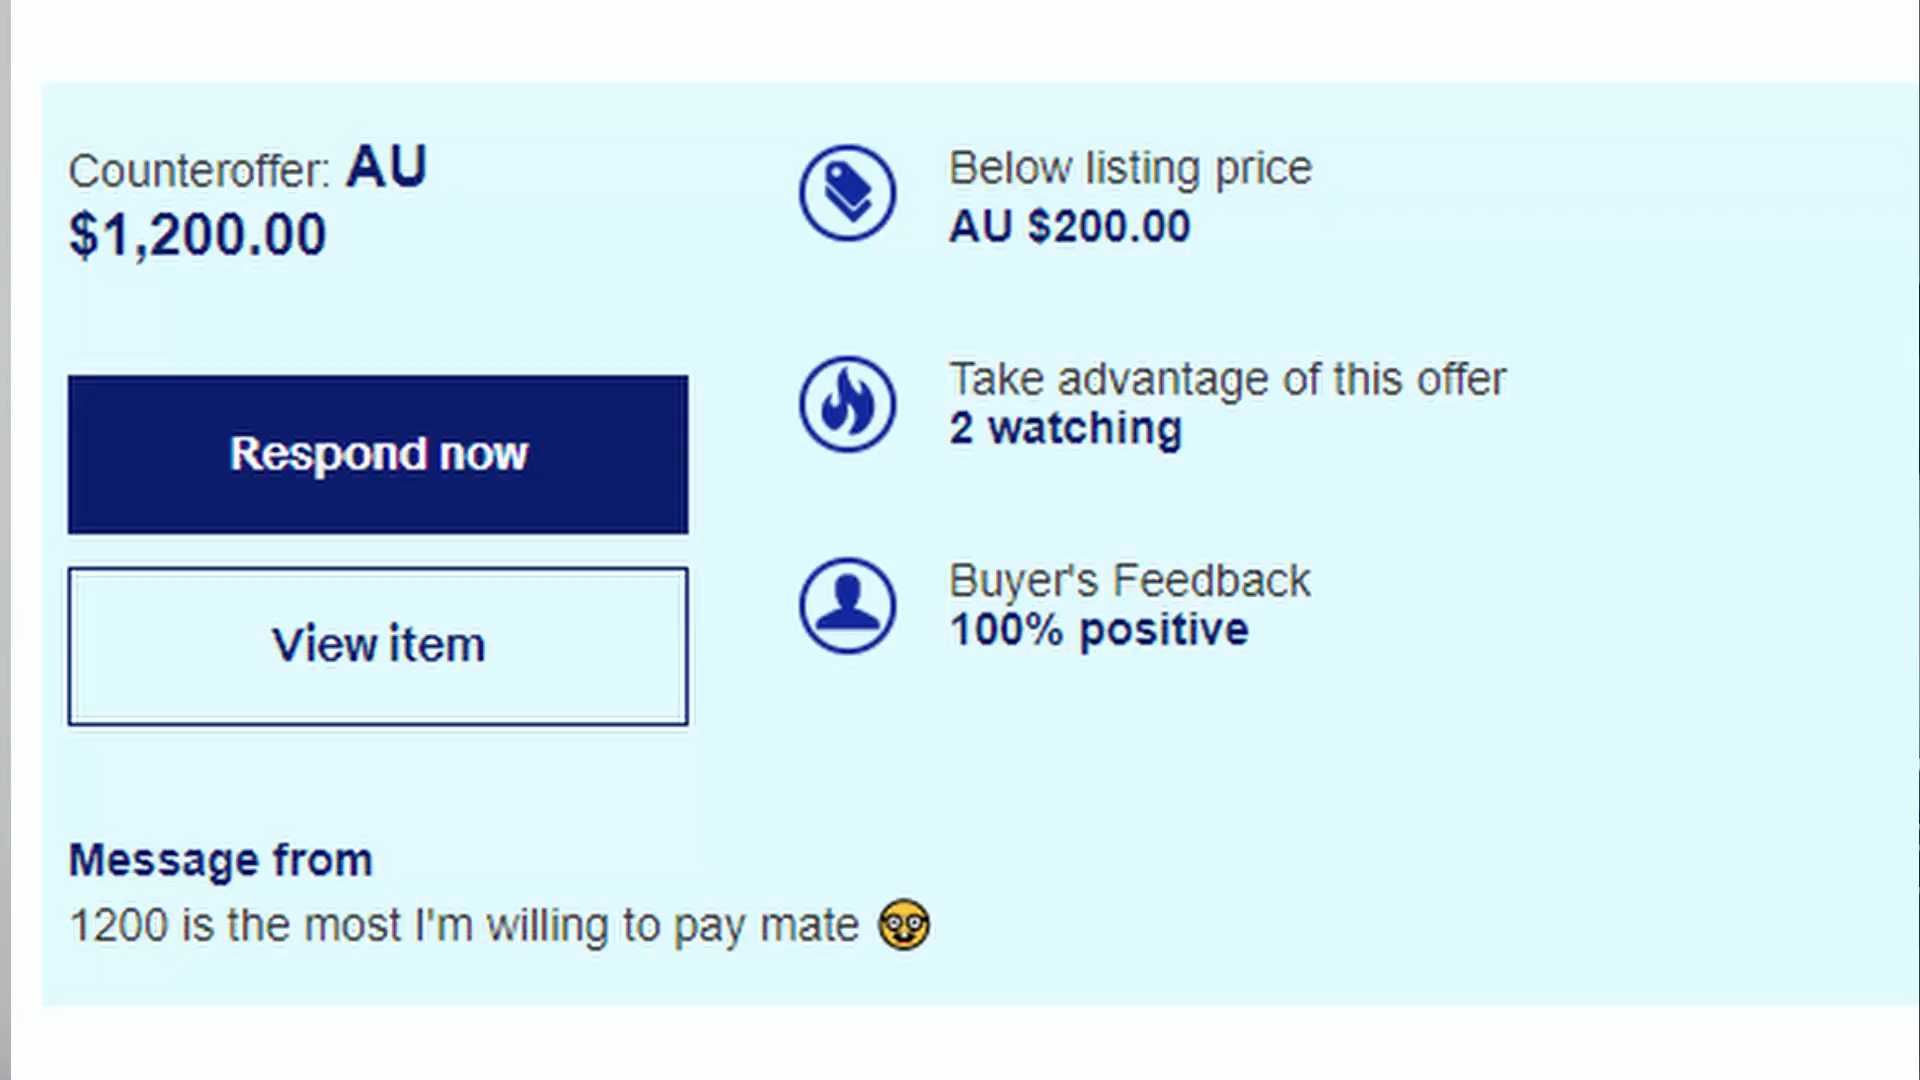 Counteroffer: AU
$1,200.00
Respond now
View item
Below listing price
AU $200.00
Take advantage of this offer
2 watching
Buyer's Feedback
100% positive
Message from
1200 is the most I'm willing to pay mate 🤓